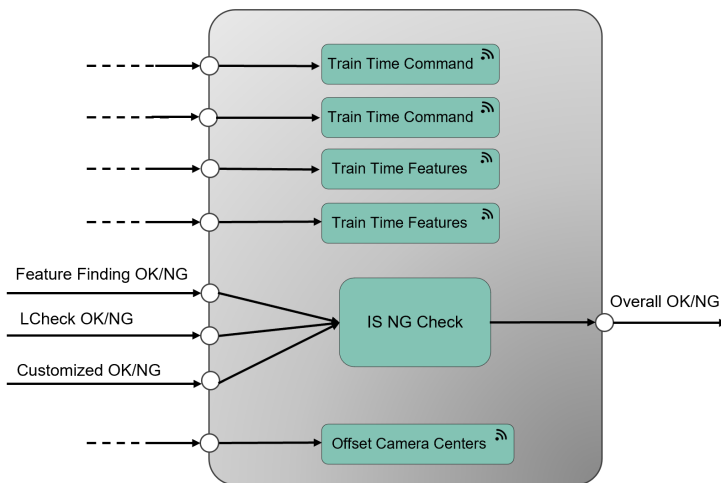 Train Time Command
Train Time Command
Train Time Features
Train Time Features
Feature Finding OK/NG
LCheck OK/NG
Customized OK/NG
IS NG Check
Overall OK/NG
Offset Camera Centers